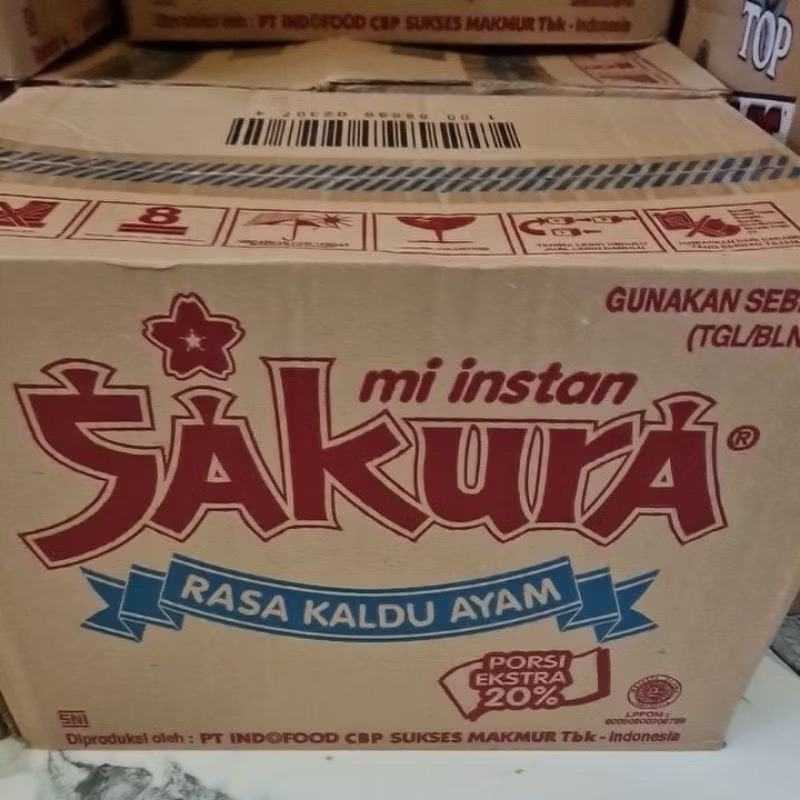 Diproduksi oleh : PT INDOFOOD CBP SUKSES MAKMUR Tbk - Indonesia
TOP
8
GUNAKAN SEB
(TGL/BLN
mi instan
SAkurA®
RASA KALDU AYAM
PORSI
EKSTRA
20%
SNI
LPPOM :
Diproduksi oleh : PT INDOFOOD CBP SUKSES MAKMUR Tbk - Indonesia